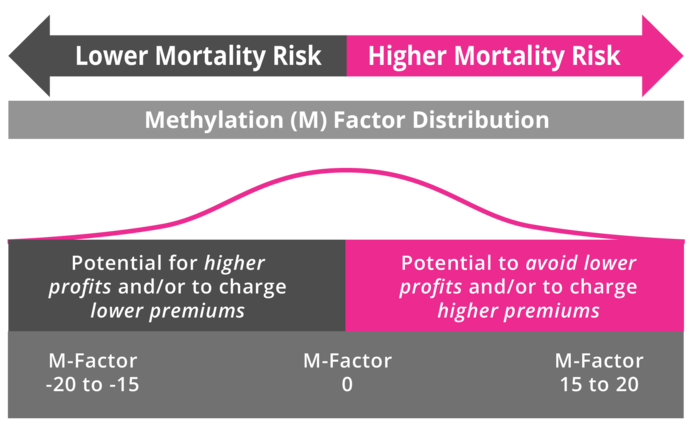 Lower Mortality Risk
Higher Mortality Risk
Methylation (M) Factor Distribution
Potential for higher
profits and/or to charge
lower premiums
Potential to avoid lower
profits and/or to charge
higher premiums
M-Factor
-20 to -15
M-Factor
0
M-Factor
15 to 20